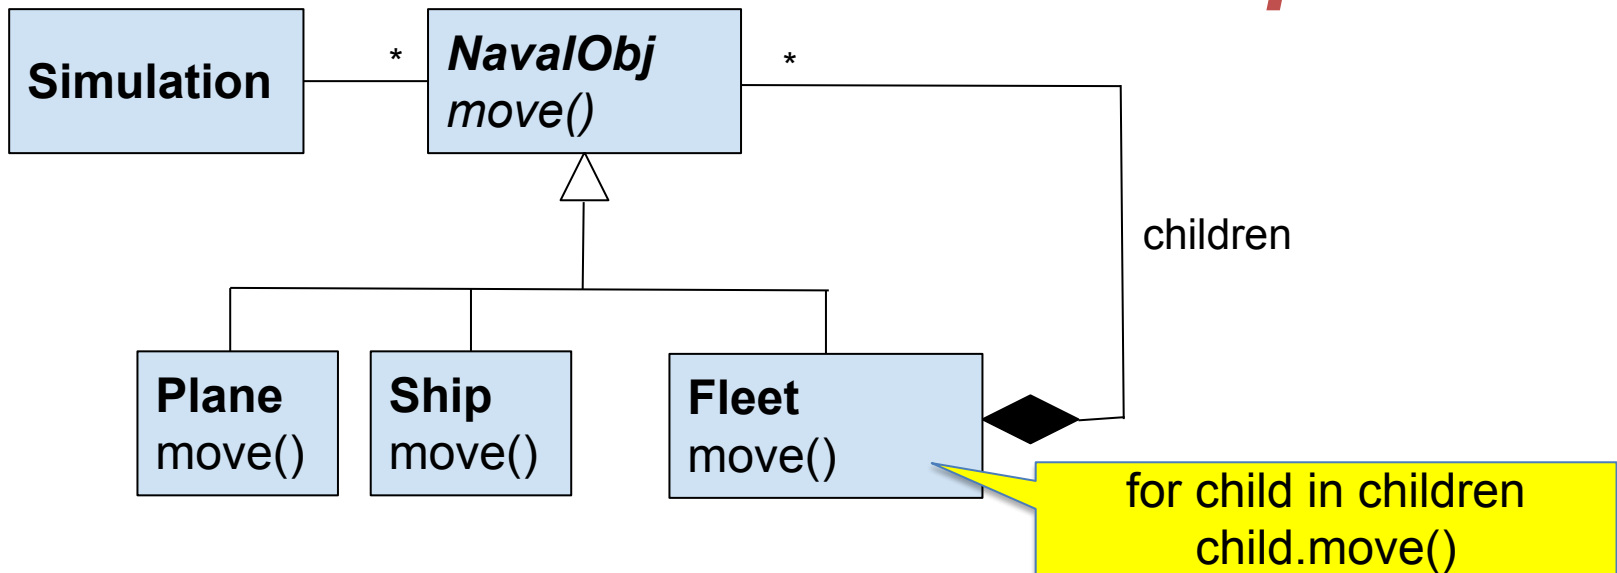 Simulation
*
NavalObj
move()
*
children
Plane
move()
Ship
move()
Fleet
move()
for child in children
child.move()